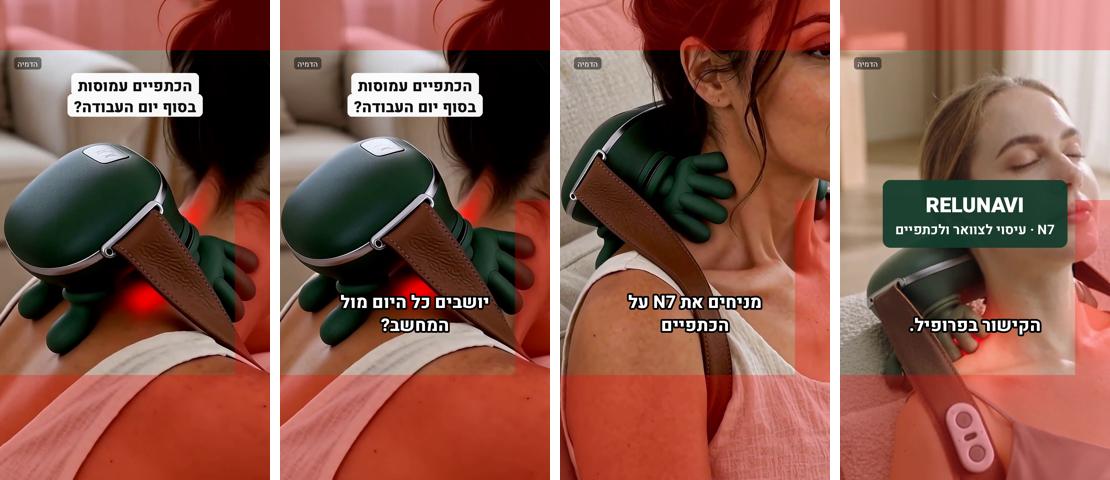 הדמיה
הכתפיים עמוסות
בסוף יום העבודה?
הדמיה
הכתפיים עמוסות
בסוף יום העבודה?
יושבים כל היום מול
המחשב?
הדמיה
מניחים את N7 על
הכתפיים
הדמיה
RELUNAVI
N7 · עיסוי לצוואר ולכתפיים
הקישור בפרופיל.